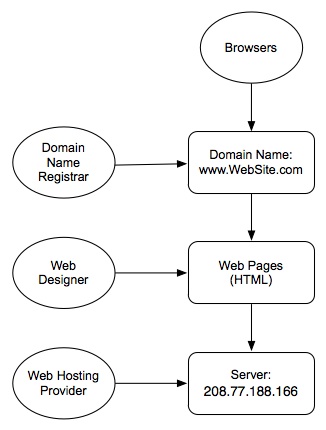 Browsers
Domain
Name
Registrar
Domain Name:
www.WebSite.com
Web
Designer
Web Pages
(HTML)
Web Hosting
Provider
Server:
208.77.188.166